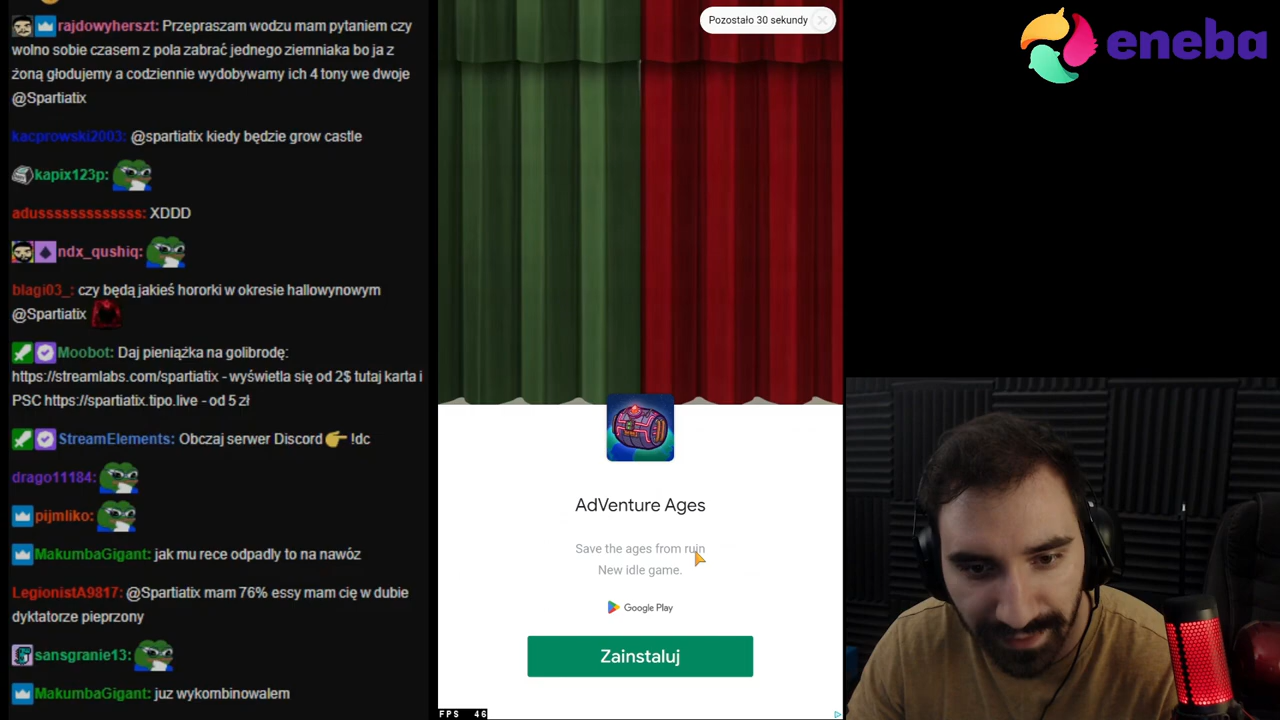 rajdowyherszt: Przepraszam wodzu mam pytaniem czy
wolno sobie czasem z pola zabrać jednego ziemniaka bo ja z
żoną głodujemy a codziennie wydobywamy ich 4 tony we dwoje
@Spartiatix
kacprowski2003: @spartiatix kiedy będzie grow castle
kapix123p:
adusssssssssssss: XDDD
ndx_qushiq:
blagi03_: czy będą jakieś hororki w okresie hallowynowym
@Spartiatix
Moobot: Daj pieniążka na golibrodę:
https://streamlabs.com/spartiatix - wyświetla się od 2$ tutaj karta i
PSC https://spartiatix.tipo.live - od 5 zł
StreamElements: Obczaj serwer Discord 👉 !dc
drago11184:
pijmliko:
MakumbaGigant: jak mu rece odpadly to na nawóz
LegionistA9817: @Spartiatix mam 76% essy mam cię w dubie
dyktatorze pieprzony
sansgranie13:
MakumbaGigant: juz wykombinowalem
Pozostało 30 sekundy
AdVenture Ages
Save the ages from ruin
New idle game.
Google Play
Zainstaluj
FPS 46
eneba